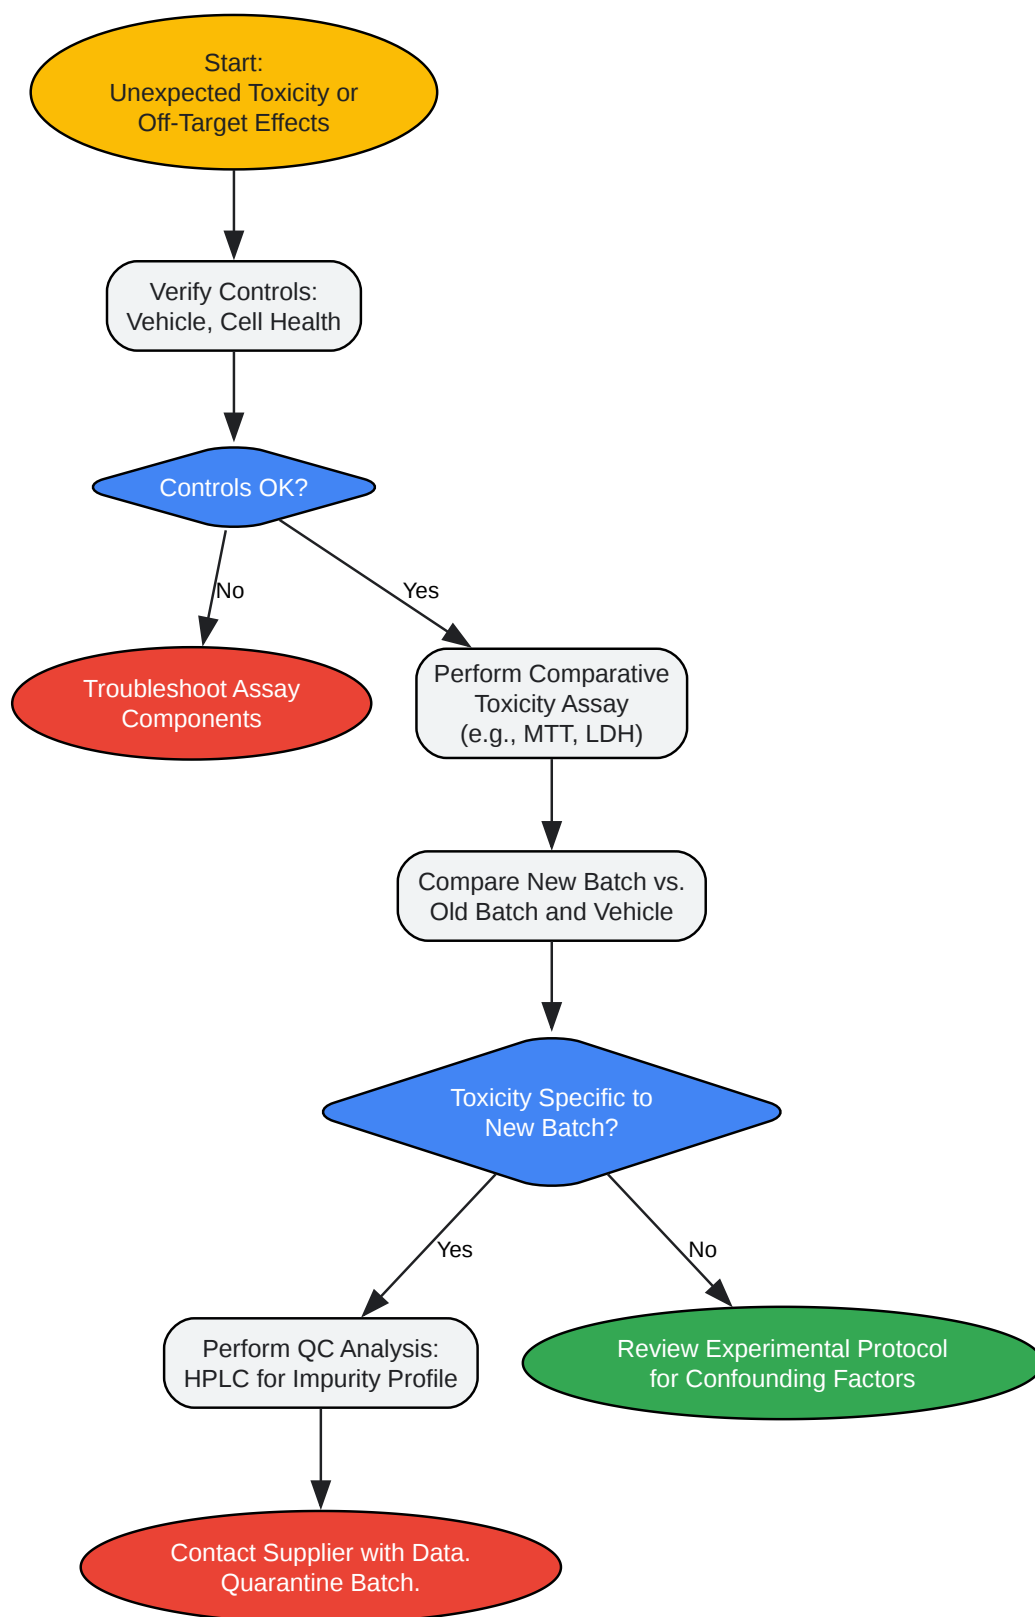 Start:
Unexpected Toxicity or
Off-Target Effects
Verify Controls:
Vehicle, Cell Health
Controls OK?
No
Yes
Troubleshoot Assay
Components
Perform Comparative
Toxicity Assay
(e.g., MTT, LDH)
Compare New Batch vs.
Old Batch and Vehicle
Toxicity Specific to
New Batch?
Yes
No
Perform QC Analysis:
HPLC for Impurity Profile
Review Experimental Protocol
for Confounding Factors
Contact Supplier with Data.
Quarantine Batch.